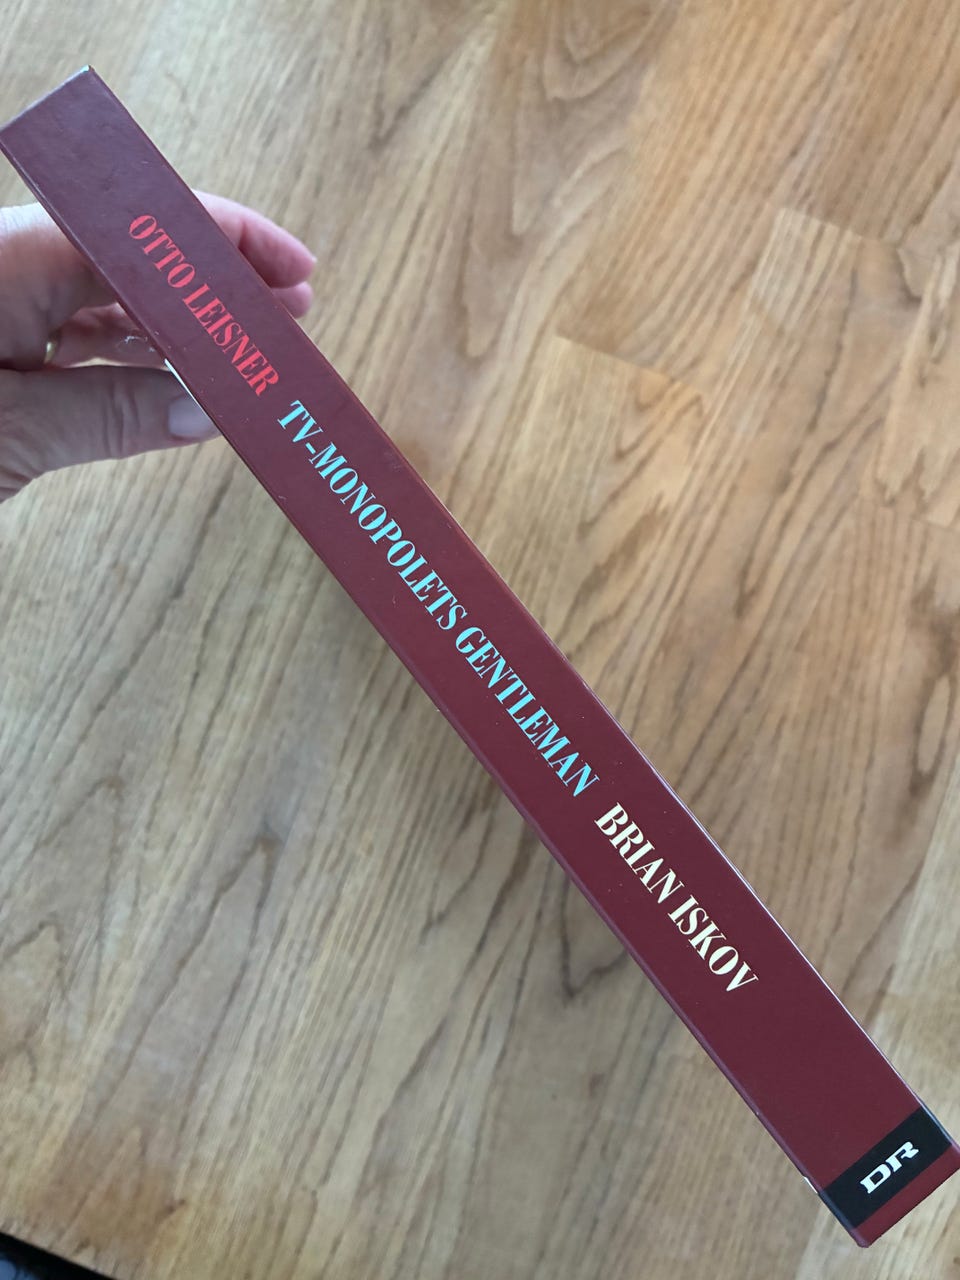 OTTO LEISNER TV-MONOPOLETS GENTLEMAN BRIAN ISKOV
DR